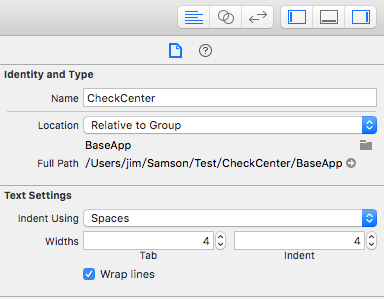 Identity and Type
Name CheckCenter
Location Relative to Group
BaseApp
Full Path /Users/jim/Samson/Test/CheckCenter/BaseApp
Text Settings
Indent Using Spaces
Widths 4 4
Tab Indent
Wrap lines